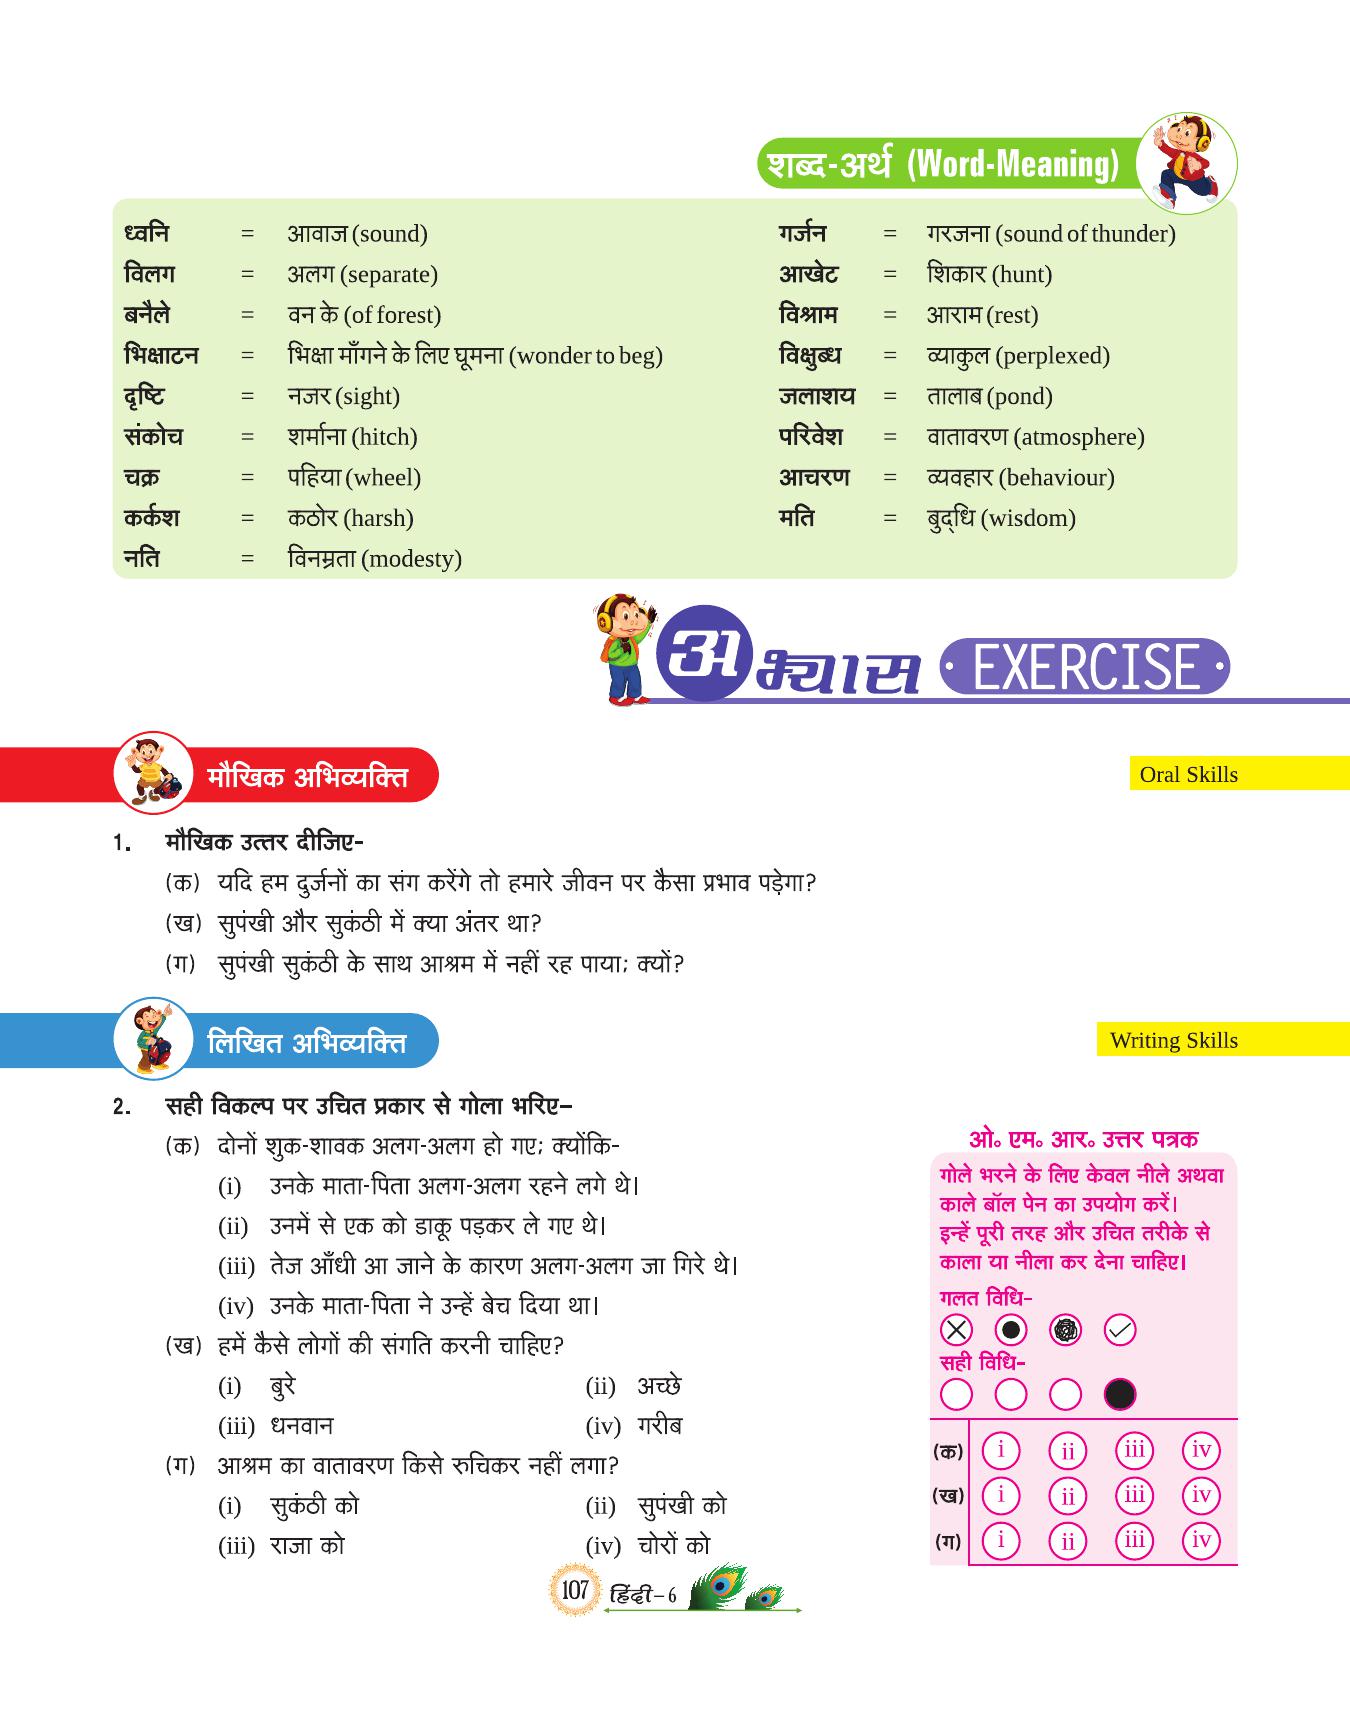 शब्द-अर्थ (Word-Meaning)
ध्वनि = आवाज (sound)
विलग = अलग (separate)
बनैले = वन के (of forest)
भिक्षाटन = भिक्षा माँगने के लिए घूमना (wonder to beg)
दृष्टि = नजर (sight)
संकोच = शर्माना (hitch)
चक्र = पहिया (wheel)
कर्कश = कठोर (harsh)
नति = विनम्रता (modesty)
गर्जन = गरजना (sound of thunder)
आखेट = शिकार (hunt)
विश्राम = आराम (rest)
विक्षुब्ध = व्याकुल (perplexed)
जलाशय = तालाब (pond)
परिवेश = वातावरण (atmosphere)
आचरण = व्यवहार (behaviour)
मति = बुद्‌धि (wisdom)
अभ्यास EXERCISE
मौखिक अभिव्यक्ति
Oral Skills
1. मौखिक उत्तर दीजिए-
(क) यदि हम दुर्जनों का संग करेंगे तो हमारे जीवन पर कैसा प्रभाव पड़ेगा?
(ख) सुपंखी और सुकंठी में क्या अंतर था?
(ग) सुपंखी सुकंठी के साथ आश्रम में नहीं रह पाया; क्यों?
लिखित अभिव्यक्ति
Writing Skills
2. सही विकल्प पर उचित प्रकार से गोला भरिए–
(क) दोनों शुक-शावक अलग-अलग हो गए; क्योंकि-
(i) उनके माता-पिता अलग-अलग रहने लगे थे।
(ii) उनमें से एक को डाकू पड़कर ले गए थे।
(iii) तेज आँधी आ जाने के कारण अलग-अलग जा गिरे थे।
(iv) उनके माता-पिता ने उन्हें बेच दिया था।
(ख) हमें कैसे लोगों की संगति करनी चाहिए?
(i) बुरे (ii) अच्छे
(iii) धनवान (iv) गरीब
(ग) आश्रम का वातावरण किसे रुचिकर नहीं लगा?
(i) सुकंठी को (ii) सुपंखी को
(iii) राजा को (iv) चोरों को
ओ॰ एम॰ आर॰ उत्तर पत्रक
गोले भरने के लिए केवल नीले अथवा
काले बॉल पेन का उपयोग करें।
इन्हें पूरी तरह और उचित तरीके से
काला या नीला कर देना चाहिए।
गलत विधि-
सही विधि-
(क) i ii iii iv
(ख) i ii iii iv
(ग) i ii iii iv
107 हिंदी–6